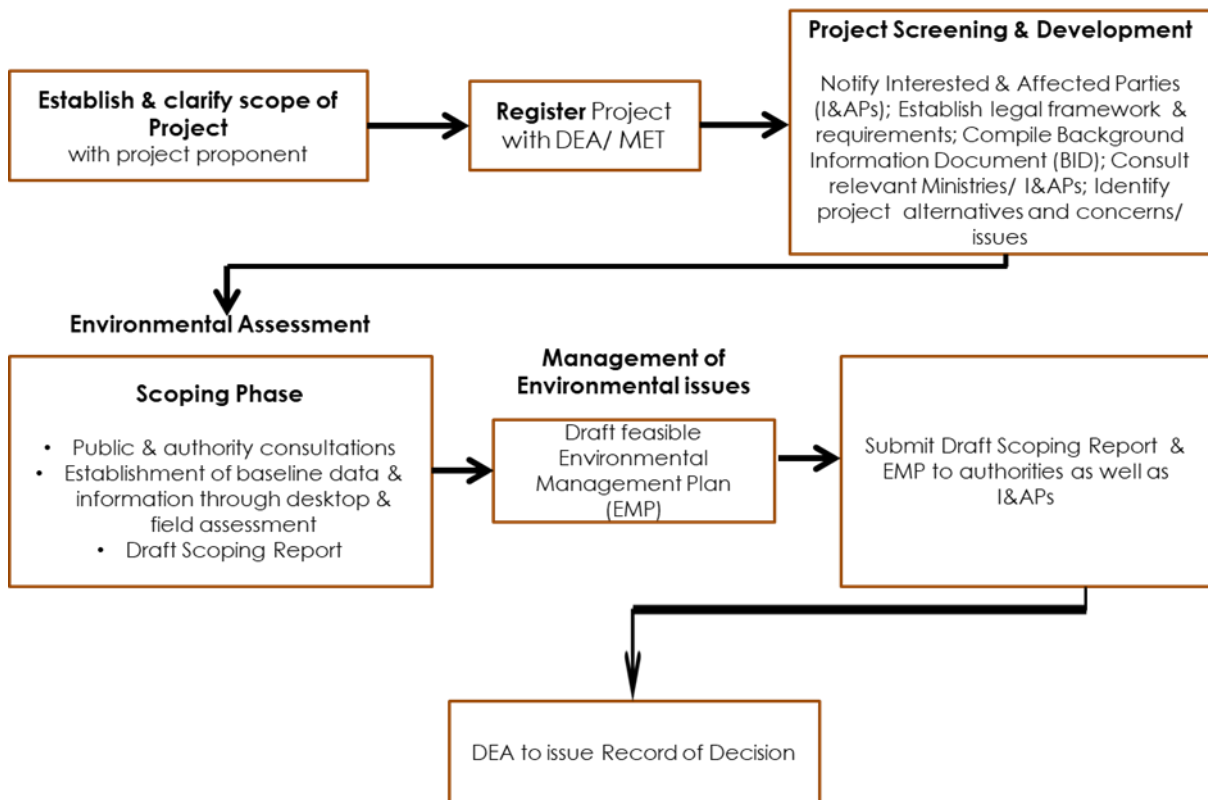 Establish & clarify scope of
Project
with project proponent
Register Project
with DEA/ MET
Project Screening & Development
Notify Interested & Affected Parties
(I&APs); Establish legal framework &
requirements; Compile Background
Information Document (BID); Consult
relevant Ministries/ I&APs; Identify
project alternatives and concerns/
issues
Environmental Assessment
Scoping Phase
• Public & authority consultations
• Establishment of baseline data &
information through desktop &
field assessment
• Draft Scoping Report
Management of
Environmental issues
Draft feasible
Environmental
Management Plan
(EMP)
Submit Draft Scoping Report &
EMP to authorities as well as
I&APs
DEA to issue Record of Decision